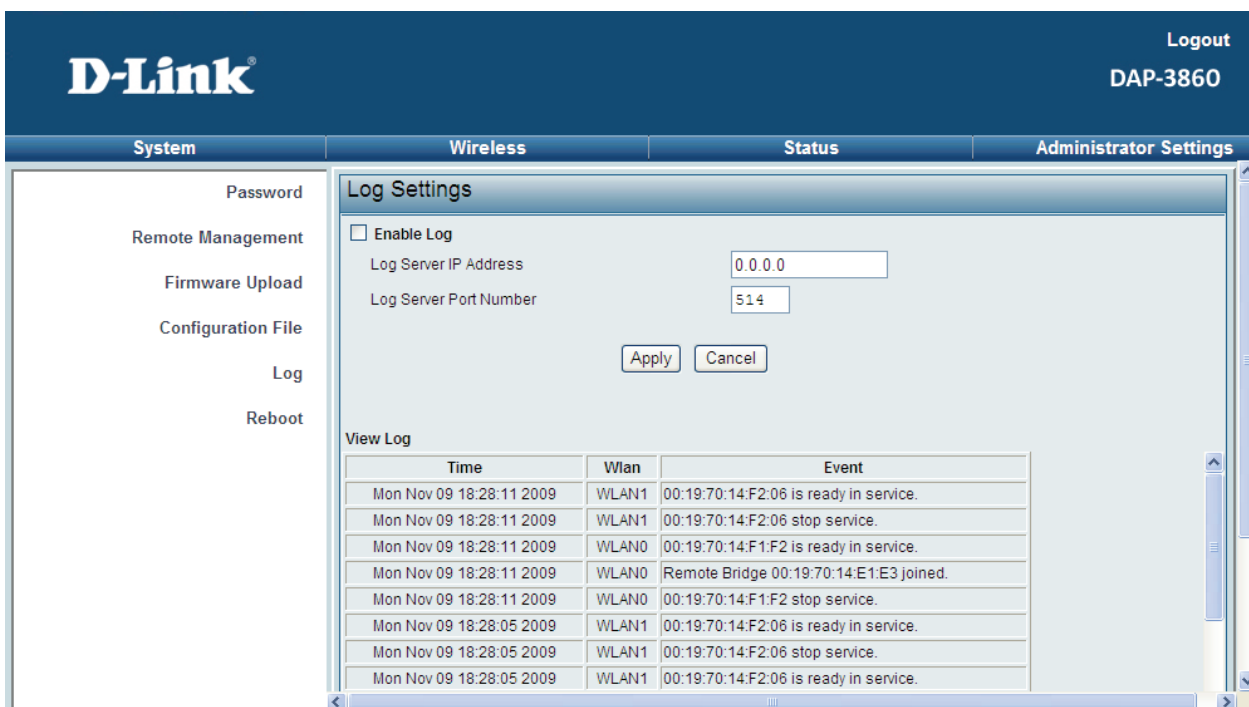 Logout
D-Link®
DAP-3860
System Wireless Status Administrator Settings
Password
Remote Management
Firmware Upload
Configuration File
Log
Reboot
Log Settings
Enable Log
Log Server IP Address 0.0.0.0
Log Server Port Number 514
Apply Cancel
View Log
Time Wlan Event
Mon Nov 09 18:28:11 2009 WLAN1 00:19:70:14:F2:06 is ready in service.
Mon Nov 09 18:28:11 2009 WLAN1 00:19:70:14:F2:06 stop service.
Mon Nov 09 18:28:11 2009 WLAN0 00:19:70:14:F1:F2 is ready in service.
Mon Nov 09 18:28:11 2009 WLAN0 Remote Bridge 00:19:70:14:E1:E3 joined.
Mon Nov 09 18:28:11 2009 WLAN0 00:19:70:14:F1:F2 stop service.
Mon Nov 09 18:28:05 2009 WLAN1 00:19:70:14:F2:06 is ready in service.
Mon Nov 09 18:28:05 2009 WLAN1 00:19:70:14:F2:06 stop service.
Mon Nov 09 18:28:05 2009 WLAN1 00:19:70:14:F2:06 is ready in service.